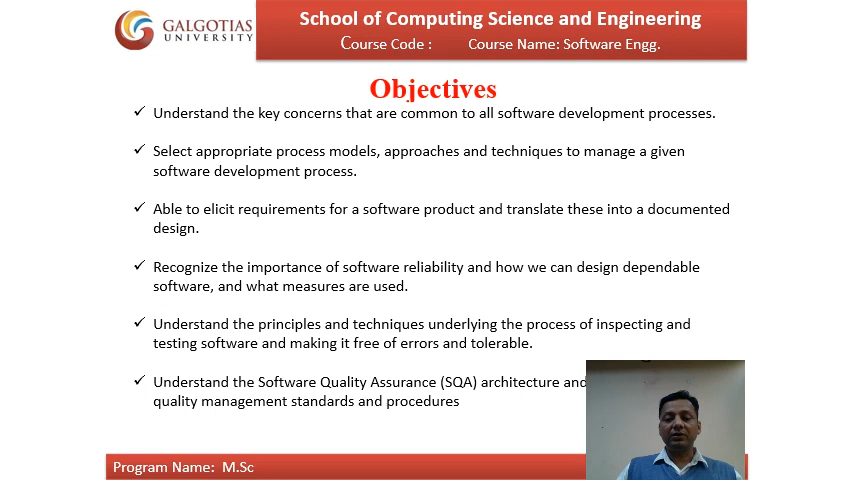 GALGOTIAS
UNIVERSITY
School of Computing Science and Engineering
Course Code : Course Name: Software Engg.
Objectives
✓ Understand the key concerns that are common to all software development processes.
✓ Select appropriate process models, approaches and techniques to manage a given
software development process.
✓ Able to elicit requirements for a software product and translate these into a documented
design.
✓ Recognize the importance of software reliability and how we can design dependable
software, and what measures are used.
✓ Understand the principles and techniques underlying the process of inspecting and
testing software and making it free of errors and tolerable.
✓ Understand the Software Quality Assurance (SQA) architecture and
quality management standards and procedures
Program Name: M.Sc